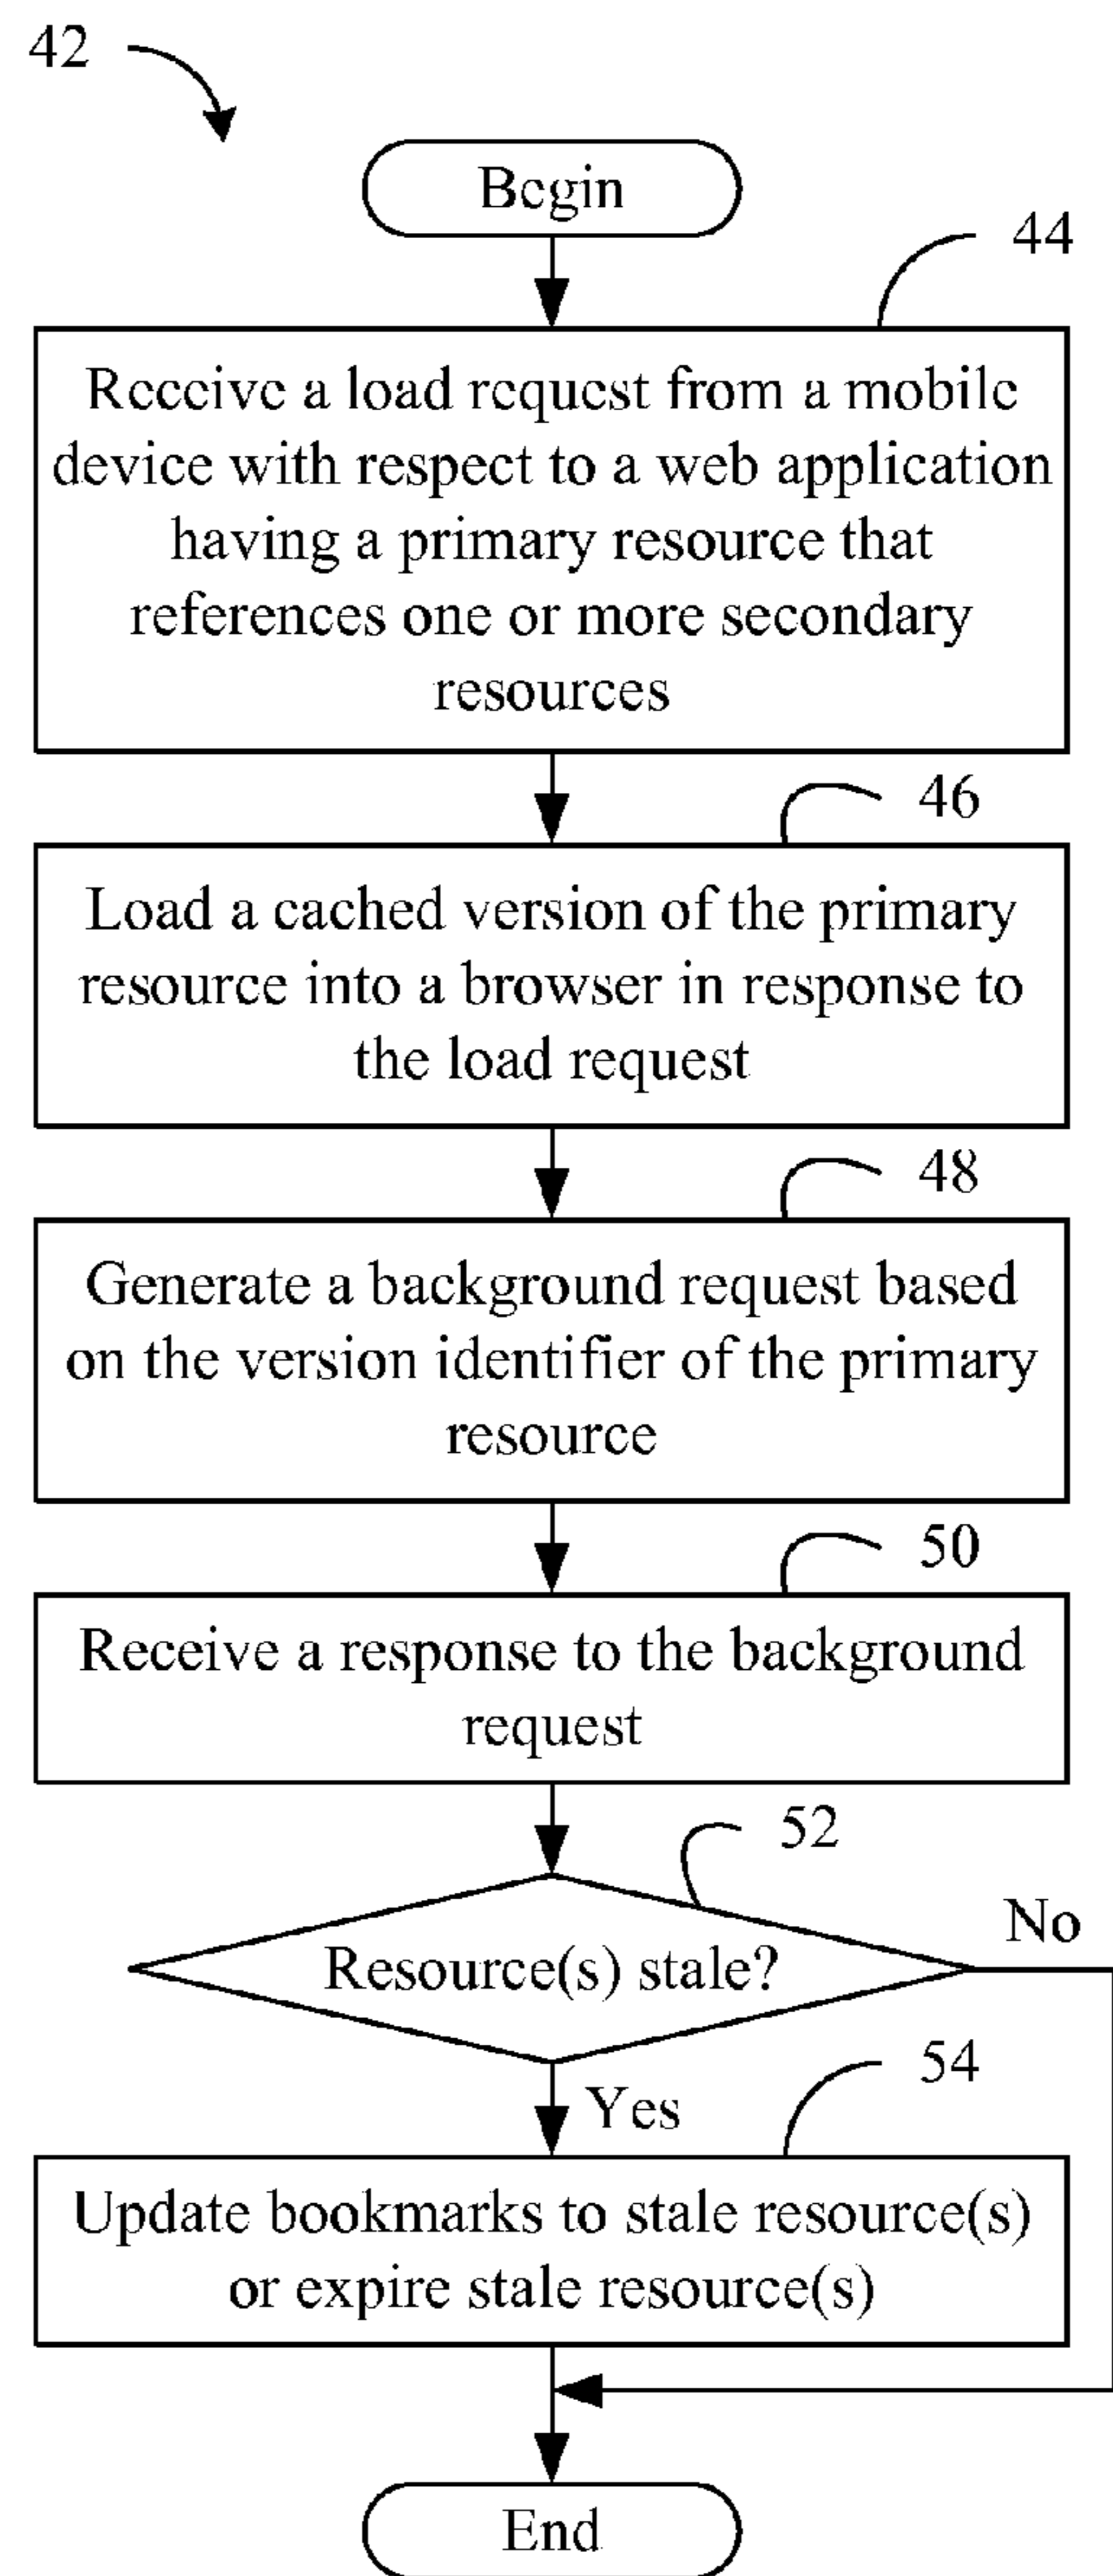 42
Begin
44
Receive a load request from a mobile
device with respect to a web application
having a primary resource that
references one or more secondary
resources
46
Load a cached version of the primary
resource into a browser in response to
the load request
48
Generate a background request based
on the version identifier of the primary
resource
50
Receive a response to the background
request
52
Resource(s) stale?
No
Yes
54
Update bookmarks to stale resource(s)
or expire stale resource(s)
End